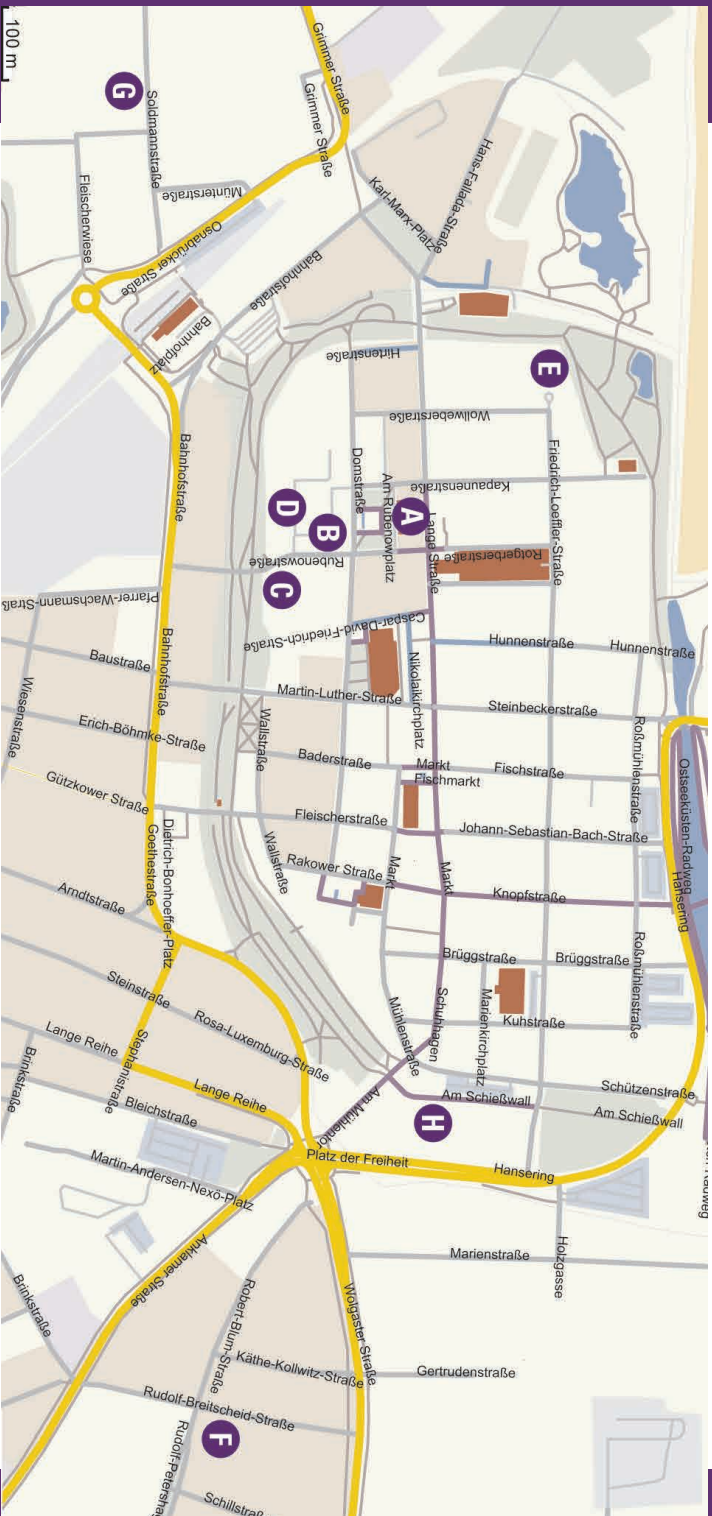 100 m
Grimmer Straße
Grimmer Straße
G
Soldmannstraße
Fleischerwiese
Münterstraße
Osnabrücker Straße
Bahnhofstraße
Bahnhofplatz
Karl-Marx-Platz
Hans-Fallada-Straße
Hirtenstraße
Wollweberstraße
E
Friedrich-Loeffler-Straße
Kapaunenstraße
Domstraße
Am Rubenowplatz
A
Lange Straße
Rotgerberstraße
D
B
C
Rubenowstraße
Bahnhofstraße
Pfarrer-Wachsmann-Straß
Caspar-David-Friedrich-Straße
Nikolaikirchplatz
Hunnenstraße
Hunnenstraße
Baustraße
Bahnhofstraße
Martin-Luther-Straße
Steinbeckerstraße
Wiesenstraße
Erich-Böhmke-Straße
Wallstraße
Baderstraße
Markt
Fischmarkt
Fischstraße
Roßmühlenstraße
Ostseeküsten-Radweg
Gützkower Straße
Goethestraße
Dietrich-Bonhoeffer-Platz
Fleischerstraße
Johann-Sebastian-Bach-Straße
Wallstraße
Rakower Straße
Markt
Markt
Knopfstraße
Hansering
Arndtstraße
Brüggstraße
Brüggstraße
Roßmühlenstraße
Steinstraße
Rosa-Luxemburg-Straße
Mühlenstraße
Schuhhagen
Marienkirchplatz
Kuhstraße
Lange Reihe
Stephanistraße
Lange Reihe
Brinkstraße
Bleichstraße
Am Mühlentor
Am Schießwall
Schützenstraße
Am Schießwall
H
Martin-Andersen-Nexö-Platz
Platz der Freiheit
Hansering
Radweg
Anklamer Straße
Marienstraße
Holzgasse
Brinkstraße
Robert-Blum-Straße
Wolgaster Straße
Käthe-Kollwitz-Straße
Gertrudenstraße
Rudolf-Breitscheid-Straße
F
Rudolf-Petershag
Schillstraß